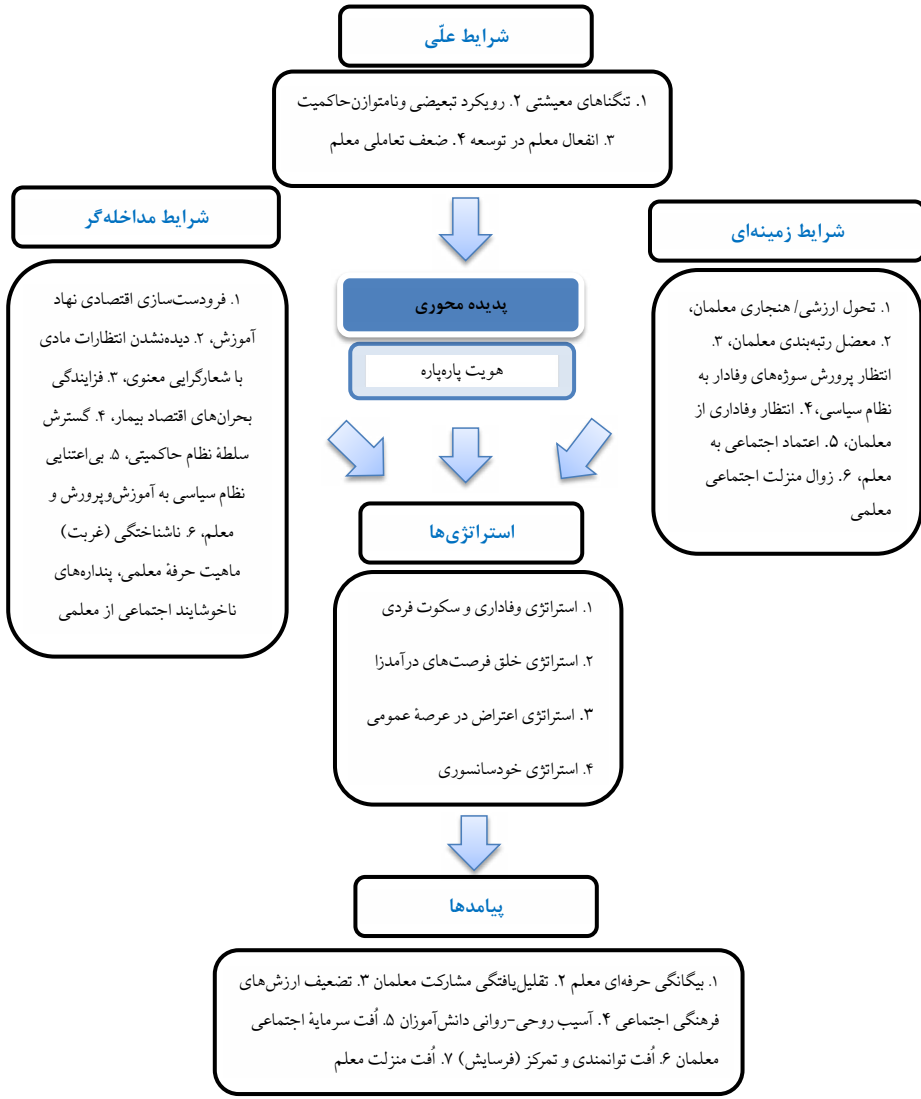 شرایط علّی
۱. تنگناهای معیشتی ۲. رویکرد تبعیضی ونامتوازن‌حاکمیت
۳. انفعال معلم در توسعه ۴. ضعف تعاملی معلم
شرایط زمینه‌ای
۱. تحول ارزشی/ هنجاری معلمان،
۲. معضل رتبه‌بندی معلمان، ۳.
انتظار پرورش سوژه‌های وفادار به
نظام سیاسی،۴. انتظار وفاداری از
معلمان، ۵. اعتماد اجتماعی به
معلم، ۶. زوال منزلت اجتماعی
معلمی
پدیده محوری
هویت پاره‌پاره
شرایط مداخله‌گر
۱. فرودست‌سازی اقتصادی نهاد
آموزش، ۲. دیده‌نشدن انتظارات مادی
با شعارگرایی معنوی، ۳. فزایندگی
بحران‌های اقتصاد بیمار، ۴. گسترش
سلطۀ نظام حاکمیتی، ۵. بی‌اعتنایی
نظام سیاسی به آموزش‌وپرورش و
معلم، ۶. ناشناختگی (غربت)
ماهیت حرفۀ معلمی، پنداره‌های
ناخوشایند اجتماعی از معلمی
استراتژی‌ها
۱. استراتژی وفاداری و سکوت فردی
۲. استراتژی خلق فرصت‌های درآمدزا
۳. استراتژی اعتراض در عرصۀ عمومی
۴. استراتژی خودسانسوری
پیامدها
۱. بیگانگی حرفه‌ای معلم ۲. تقلیل‌یافتگی مشارکت معلمان ۳. تضعیف ارزش‌های
فرهنگی اجتماعی ۴. آسیب روحی-روانی دانش‌آموزان ۵. اُفت سرمایۀ اجتماعی
معلمان ۶. اُفت توانمندی و تمرکز (فرسایش) ۷. اُفت منزلت معلم